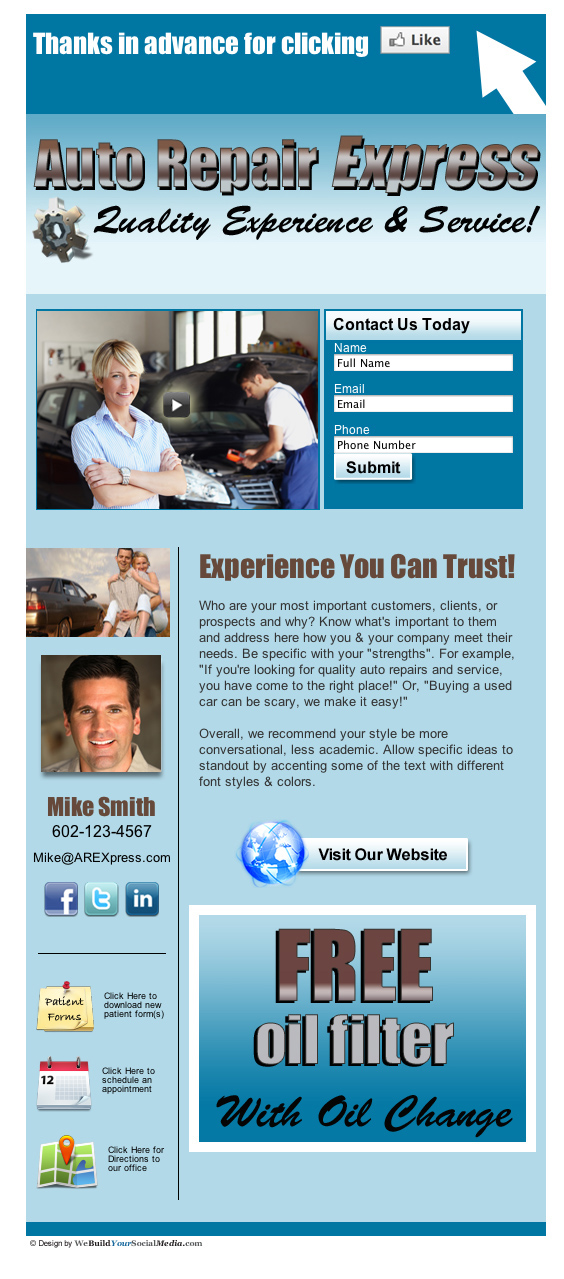 Thanks in advance for clicking Like
Auto Repair Express
Quality Experience & Service!
Contact Us Today
Name
Full Name
Email
Email
Phone
Phone Number
Submit
Experience You Can Trust!
Who are your most important customers, clients, or
prospects and why? Know what's important to them
and address here how you & your company meet their
needs. Be specific with your "strengths". For example,
"If you're looking for quality auto repairs and service,
you have come to the right place!" Or, "Buying a used
car can be scary, we make it easy!"
Overall, we recommend your style be more
conversational, less academic. Allow specific ideas to
standout by accenting some of the text with different
font styles & colors.
Mike Smith
602-123-4567
Mike@AREXpress.com
f t in
Visit Our Website
FREE
oil filter
With Oil Change
Patient
Forms
Click Here to
download new
patient form(s)
12
Click Here to
schedule an
appointment
Click Here for
Directions to
our office
© Design by WeBuildYourSocialMedia.com